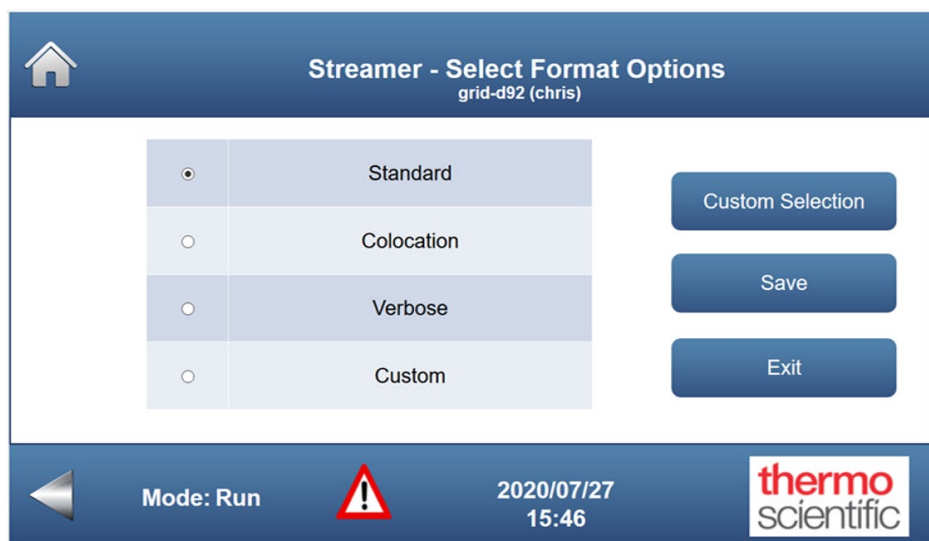 Streamer - Select Format Options
grid-d92 (chris)
Standard
Colocation
Verbose
Custom
Custom Selection
Save
Exit
Mode: Run
2020/07/27
15:46
thermo
scientific